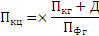 Пкц = × (Пкг + Д) / Пфг